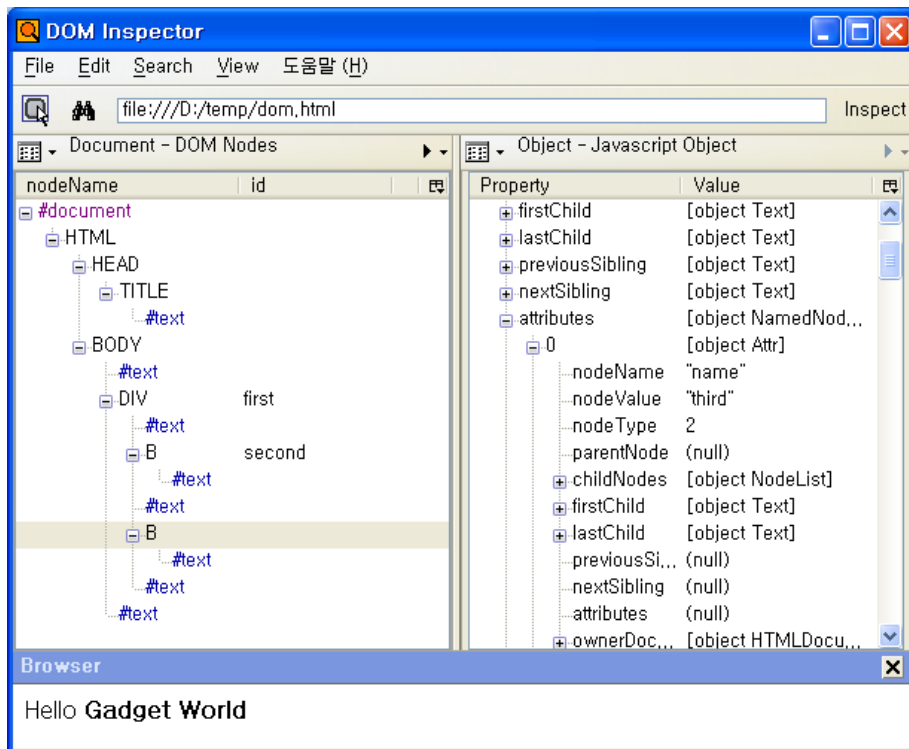 DOM Inspector
File Edit Search View 도움말 (H)
file:///D:/temp/dom.html Inspect
Document - DOM Nodes
nodeName id
#document
HTML
HEAD
TITLE
#text
BODY
#text
DIV first
#text
B second
#text
#text
B
#text
#text
#text
Object - Javascript Object
Property Value
firstChild [object Text]
lastChild [object Text]
previousSibling [object Text]
nextSibling [object Text]
attributes [object NamedNod...
0 [object Attr]
nodeName "name"
nodeValue "third"
nodeType 2
parentNode (null)
childNodes [object NodeList]
firstChild [object Text]
lastChild [object Text]
previousSi... (null)
nextSibling (null)
attributes (null)
ownerDoc... [object HTMLDocu...
Browser
Hello Gadget World